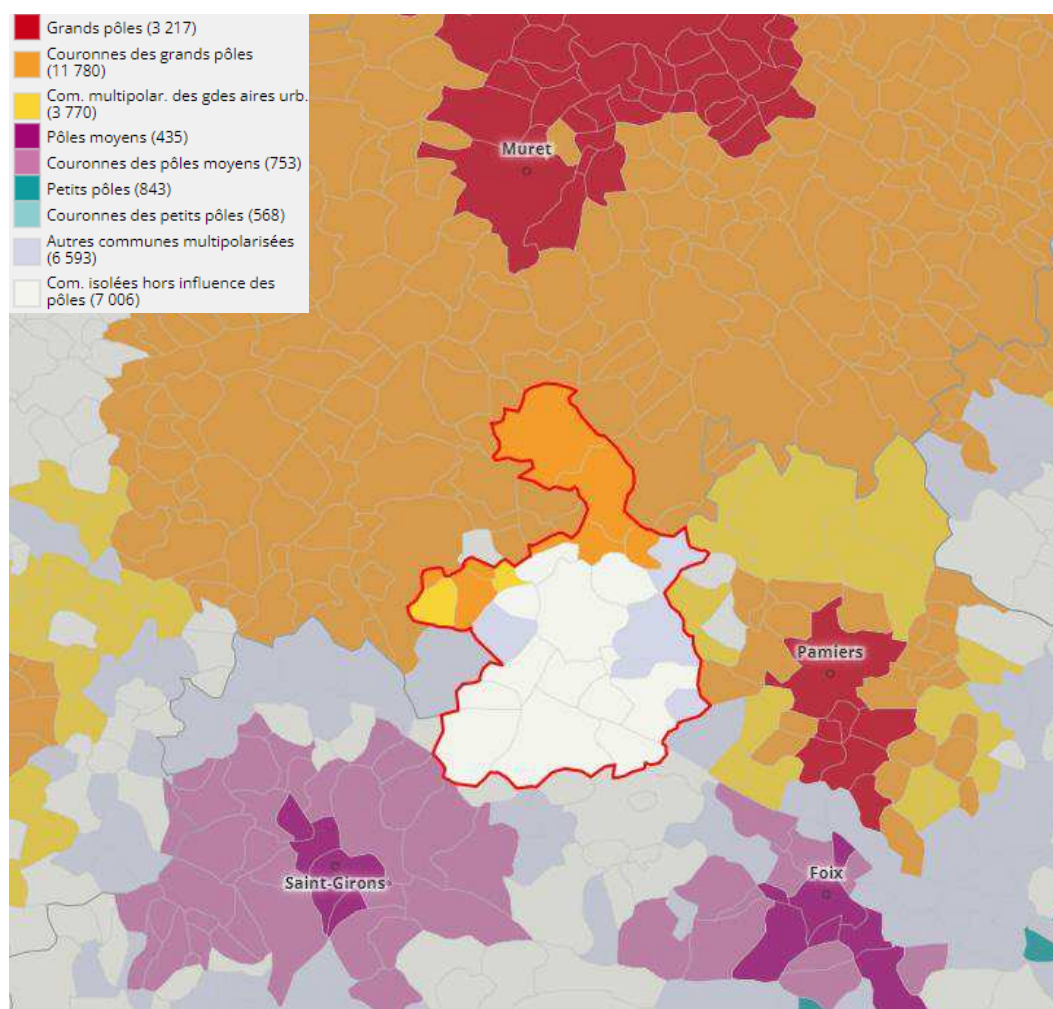 Grands pôles (3 217)
Couronnes des grands pôles
(11 780)
Com. multipolar. des gdes aires urb.
(3 770)
Pôles moyens (435)
Couronnes des pôles moyens (753)
Petits pôles (843)
Couronnes des petits pôles (568)
Autres communes multipolarisées
(6 593)
Com. isolées hors influence des
pôles (7 006)
Muret
Pamiers
Saint-Girons
Foix